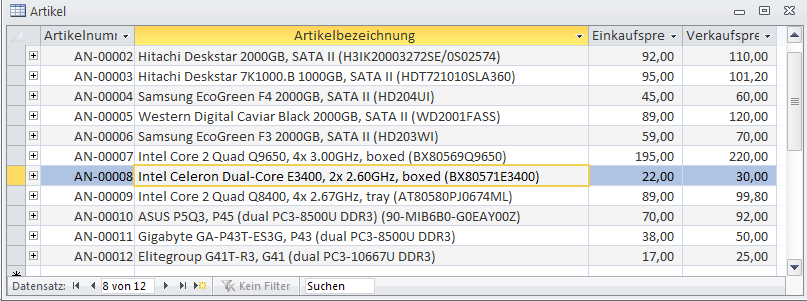 Artikel
Artikelnumm Artikelbezeichnung Einkaufspre Verkaufspre
AN-00002 Hitachi Deskstar 2000GB, SATA II (H3IK20003272SE/0S02574) 92,00 110,00
AN-00003 Hitachi Deskstar 7K1000.B 1000GB, SATA II (HDT721010SLA360) 95,00 101,20
AN-00004 Samsung EcoGreen F4 2000GB, SATA II (HD204UI) 45,00 60,00
AN-00005 Western Digital Caviar Black 2000GB, SATA II (WD2001FASS) 89,00 120,00
AN-00006 Samsung EcoGreen F3 2000GB, SATA II (HD203WI) 59,00 70,00
AN-00007 Intel Core 2 Quad Q9650, 4x 3.00GHz, boxed (BX80569Q9650) 195,00 220,00
AN-00008 Intel Celeron Dual-Core E3400, 2x 2.60GHz, boxed (BX80571E3400) 22,00 30,00
AN-00009 Intel Core 2 Quad Q8400, 4x 2.67GHz, tray (AT80580PJ0674ML) 89,00 99,80
AN-00010 ASUS P5Q3, P45 (dual PC3-8500U DDR3) (90-MIB6B0-G0EAY00Z) 70,00 92,00
AN-00011 Gigabyte GA-P43T-ES3G, P43 (dual PC3-8500U DDR3) 38,00 50,00
AN-00012 Elitegroup G41T-R3, G41 (dual PC3-10667U DDR3) 17,00 25,00
Datensatz: 8 von 12 Kein Filter Suchen